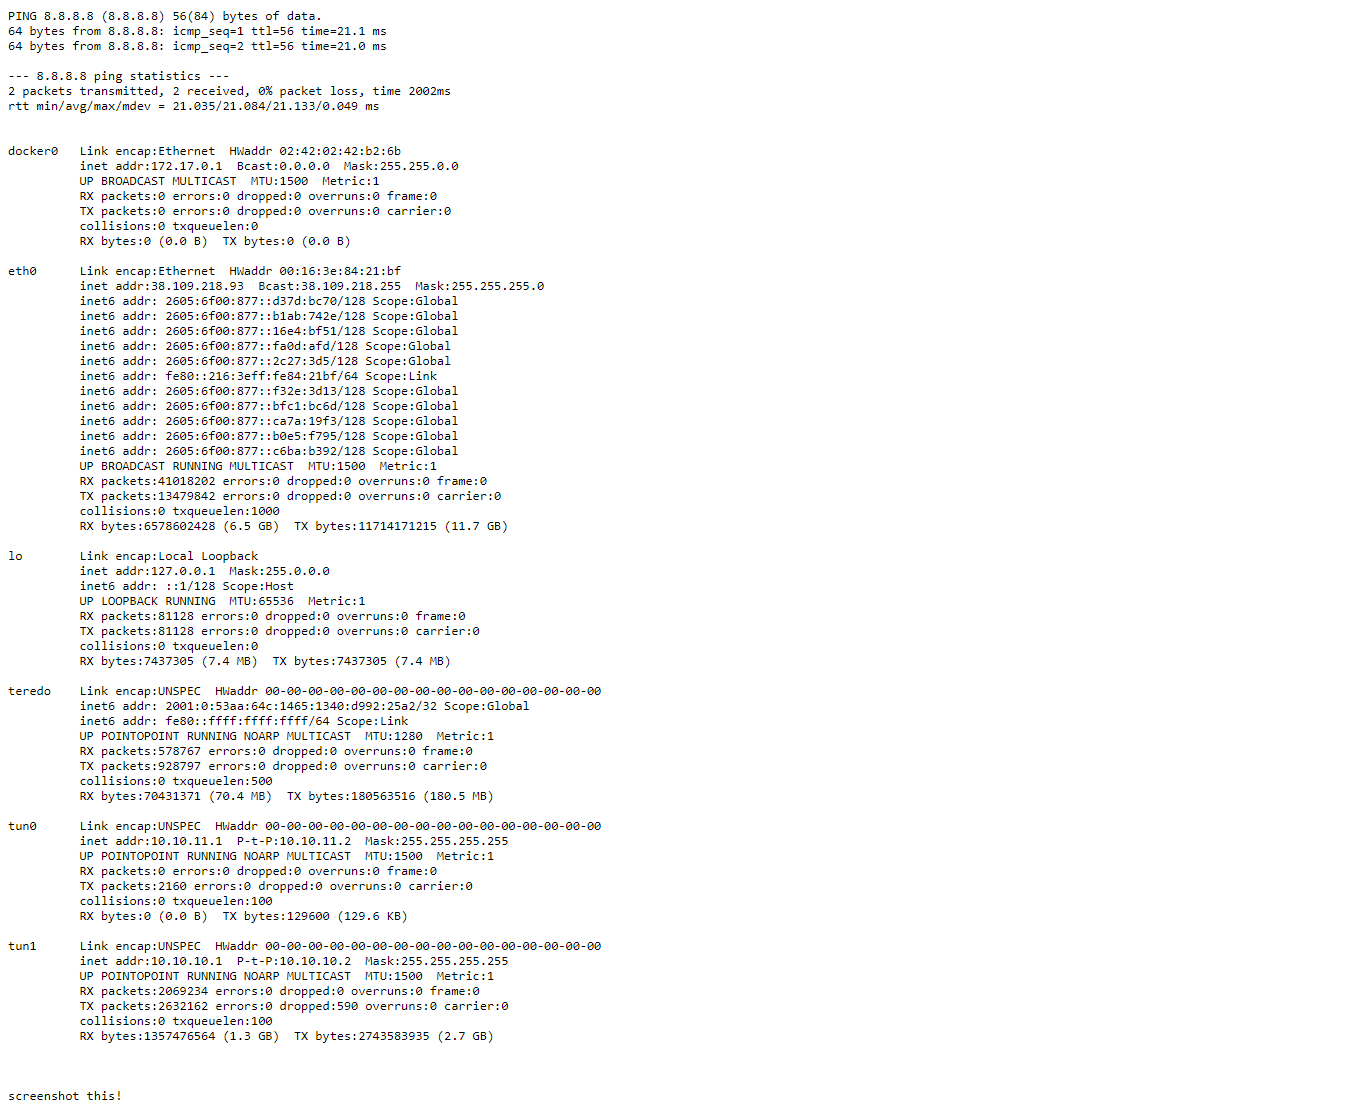 PING 8.8.8.8 (8.8.8.8) 56(84) bytes of data.
64 bytes from 8.8.8.8: icmp_seq=1 ttl=56 time=21.1 ms
64 bytes from 8.8.8.8: icmp_seq=2 ttl=56 time=21.0 ms

--- 8.8.8.8 ping statistics ---
2 packets transmitted, 2 received, 0% packet loss, time 2002ms
rtt min/avg/max/mdev = 21.035/21.084/21.133/0.049 ms

docker0   Link encap:Ethernet  HWaddr 02:42:02:42:b2:6b
          inet addr:172.17.0.1  Bcast:0.0.0.0  Mask:255.255.0.0
          UP BROADCAST MULTICAST  MTU:1500  Metric:1
          RX packets:0 errors:0 dropped:0 overruns:0 frame:0
          TX packets:0 errors:0 dropped:0 overruns:0 carrier:0
          collisions:0 txqueuelen:0
          RX bytes:0 (0.0 B)  TX bytes:0 (0.0 B)

eth0      Link encap:Ethernet  HWaddr 00:16:3e:84:21:bf
          inet addr:38.109.218.93  Bcast:38.109.218.255  Mask:255.255.255.0
          inet6 addr: 2605:6f00:877::d37d:bc70/128 Scope:Global
          inet6 addr: 2605:6f00:877::b1ab:742e/128 Scope:Global
          inet6 addr: 2605:6f00:877::16e4:bf51/128 Scope:Global
          inet6 addr: 2605:6f00:877::fa0d:afd/128 Scope:Global
          inet6 addr: 2605:6f00:877::2c27:3d5/128 Scope:Global
          inet6 addr: fe80::216:3eff:fe84:21bf/64 Scope:Link
          inet6 addr: 2605:6f00:877::f32e:3d13/128 Scope:Global
          inet6 addr: 2605:6f00:877::bfc1:bc6d/128 Scope:Global
          inet6 addr: 2605:6f00:877::ca7a:19f3/128 Scope:Global
          inet6 addr: 2605:6f00:877::b0e5:f795/128 Scope:Global
          inet6 addr: 2605:6f00:877::c6ba:b392/128 Scope:Global
          UP BROADCAST RUNNING MULTICAST  MTU:1500  Metric:1
          RX packets:41018202 errors:0 dropped:0 overruns:0 frame:0
          TX packets:13479842 errors:0 dropped:0 overruns:0 carrier:0
          collisions:0 txqueuelen:1000
          RX bytes:6578602428 (6.5 GB)  TX bytes:11714171215 (11.7 GB)

lo        Link encap:Local Loopback
          inet addr:127.0.0.1  Mask:255.0.0.0
          inet6 addr: ::1/128 Scope:Host
          UP LOOPBACK RUNNING  MTU:65536  Metric:1
          RX packets:81128 errors:0 dropped:0 overruns:0 frame:0
          TX packets:81128 errors:0 dropped:0 overruns:0 carrier:0
          collisions:0 txqueuelen:0
          RX bytes:7437305 (7.4 MB)  TX bytes:7437305 (7.4 MB)

teredo    Link encap:UNSPEC  HWaddr 00-00-00-00-00-00-00-00-00-00-00-00-00-00-00-00
          inet6 addr: 2001:0:53aa:64c:1465:1340:d992:25a2/32 Scope:Global
          inet6 addr: fe80::ffff:ffff:ffff/64 Scope:Link
          UP POINTOPOINT RUNNING NOARP MULTICAST  MTU:1280  Metric:1
          RX packets:578767 errors:0 dropped:0 overruns:0 frame:0
          TX packets:928797 errors:0 dropped:0 overruns:0 carrier:0
          collisions:0 txqueuelen:500
          RX bytes:70431371 (70.4 MB)  TX bytes:180563516 (180.5 MB)

tun0      Link encap:UNSPEC  HWaddr 00-00-00-00-00-00-00-00-00-00-00-00-00-00-00-00
          inet addr:10.10.11.1  P-t-P:10.10.11.2  Mask:255.255.255.255
          UP POINTOPOINT RUNNING NOARP MULTICAST  MTU:1500  Metric:1
          RX packets:0 errors:0 dropped:0 overruns:0 frame:0
          TX packets:2160 errors:0 dropped:0 overruns:0 carrier:0
          collisions:0 txqueuelen:100
          RX bytes:0 (0.0 B)  TX bytes:129600 (129.6 KB)

tun1      Link encap:UNSPEC  HWaddr 00-00-00-00-00-00-00-00-00-00-00-00-00-00-00-00
          inet addr:10.10.10.1  P-t-P:10.10.10.2  Mask:255.255.255.255
          UP POINTOPOINT RUNNING NOARP MULTICAST  MTU:1500  Metric:1
          RX packets:2069234 errors:0 dropped:0 overruns:0 frame:0
          TX packets:2632162 errors:0 dropped:590 overruns:0 carrier:0
          collisions:0 txqueuelen:100
          RX bytes:1357476564 (1.3 GB)  TX bytes:2743583935 (2.7 GB)

screenshot this!